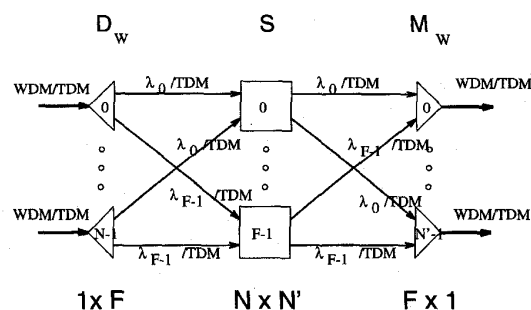 D_W S M_W
WDM/TDM λ_0/TDM λ_0/TDM WDM/TDM
0 0 0
λ_0/TDM λ_F-1/TDM
λ_F-1/TDM λ_0/TDM
WDM/TDM WDM/TDM
N-1 F-1 N'-1
λ_F-1/TDM λ_F-1/TDM
1 x F N x N' F x 1